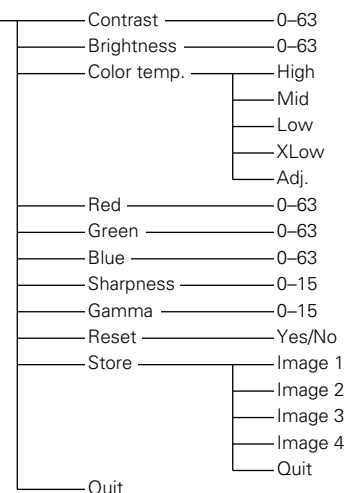 Contrast 0–63
Brightness 0–63
Color temp. High
Mid
Low
XLow
Adj.
Red 0–63
Green 0–63
Blue 0–63
Sharpness 0–15
Gamma 0–15
Reset Yes/No
Store Image 1
Image 2
Image 3
Image 4
Quit
Quit